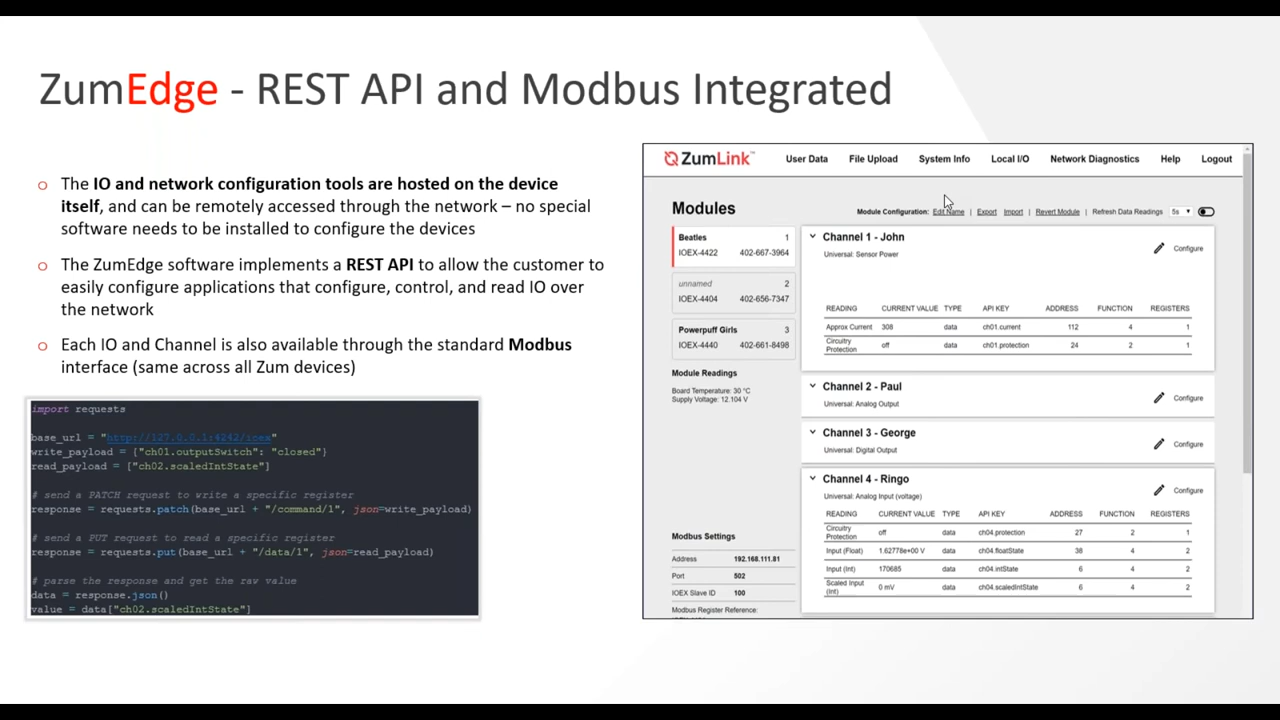 ZumEdge - REST API and Modbus Integrated
The IO and network configuration tools are hosted on the device
itself, and can be remotely accessed through the network – no special
software needs to be installed to configure the devices
The ZumEdge software implements a REST API to allow the customer to
easily configure applications that configure, control, and read IO over
the network
Each IO and Channel is also available through the standard Modbus
interface (same across all Zum devices)
import requests
base_url = "http://127.0.0.1:4242/ioex"
write_payload = {"ch01.outputSwitch": "closed"}
read_payload = ["ch02.scaledIntState"]
# send a PATCH request to write a specific register
response = requests.patch(base_url + "/command/1", json=write_payload)
# send a PUT request to read a specific register
response = requests.put(base_url + "/data/1", json=read_payload)
# parse the response and get the raw value
data = response.json()
value = data["ch02.scaledIntState"]
ZumLink™ User Data File Upload System Info Local I/O Network Diagnostics Help Logout
Modules
Module Configuration: Edit Name | Export Import | Revert Module | Refresh Data Readings 5s
Beatles 1
IOEX-4422 402-667-3964
unnamed 2
IOEX-4404 402-656-7347
Powerpuff Girls 3
IOEX-4440 402-661-8498
Module Readings
Board Temperature: 30 °C
Supply Voltage: 12.104 V
Modbus Settings
Address 192.168.111.81
Port 502
IOEX Slave ID 100
Modbus Register Reference:
Channel 1 - John
Universal: Sensor Power
Configure
READING CURRENT VALUE TYPE API KEY ADDRESS FUNCTION REGISTERS
Approx Current 308 data ch01.current 112 4 1
Circuitry
Protection off data ch01.protection 24 2 1
Channel 2 - Paul
Universal: Analog Output
Configure
Channel 3 - George
Universal: Digital Output
Configure
Channel 4 - Ringo
Universal: Analog Input (voltage)
Configure
READING CURRENT VALUE TYPE API KEY ADDRESS FUNCTION REGISTERS
Circuitry
Protection off data ch04.protection 27 2 1
Input (Float) 1.62778e+00 V data ch04.floatState 38 4 2
Input (Int) 170685 data ch04.intState 6 4 2
Scaled Input
(Int) 0 mV data ch04.scaledIntState 6 4 2